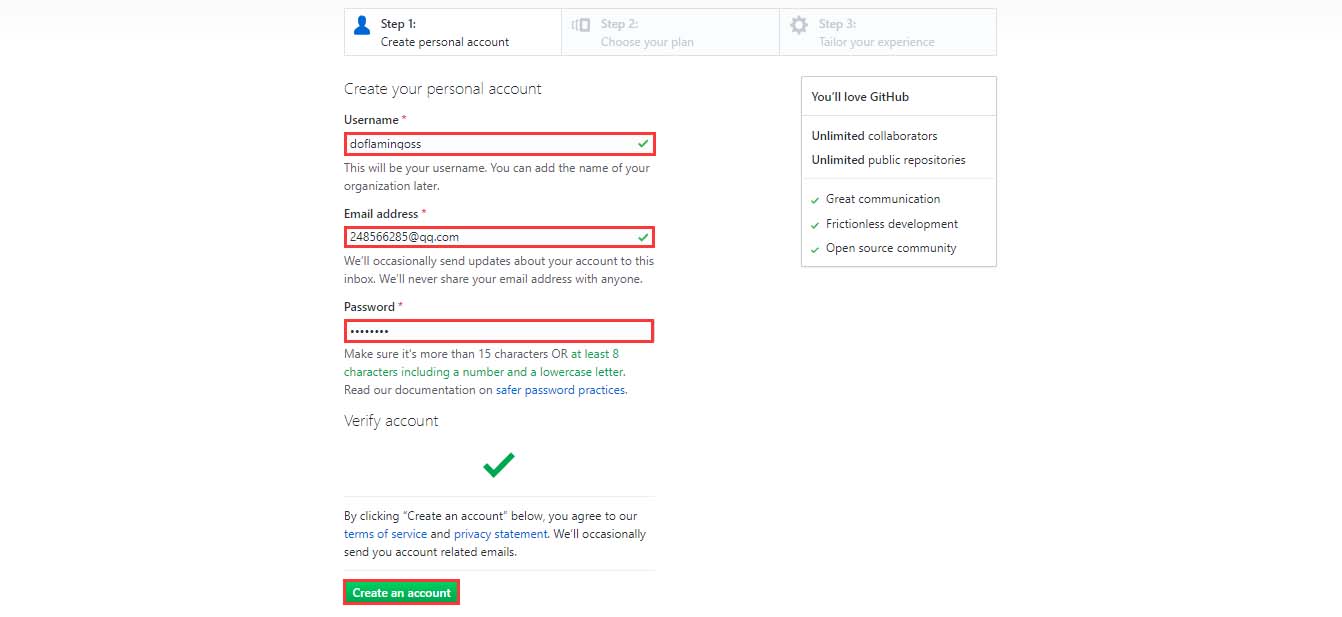 Step 1:
Create personal account
Step 2:
Choose your plan
Step 3:
Tailor your experience
Create your personal account
Username *
doflamingoss
This will be your username. You can add the name of your
organization later.
Email address *
248566285@qq.com
We'll occasionally send updates about your account to this
inbox. We'll never share your email address with anyone.
Password *
••••••••
Make sure it's more than 15 characters OR at least 8
characters including a number and a lowercase letter.
Read our documentation on safer password practices.
Verify account
By clicking "Create an account" below, you agree to our
terms of service and privacy statement. We'll occasionally
send you account related emails.
Create an account
You'll love GitHub
Unlimited collaborators
Unlimited public repositories
Great communication
Frictionless development
Open source community